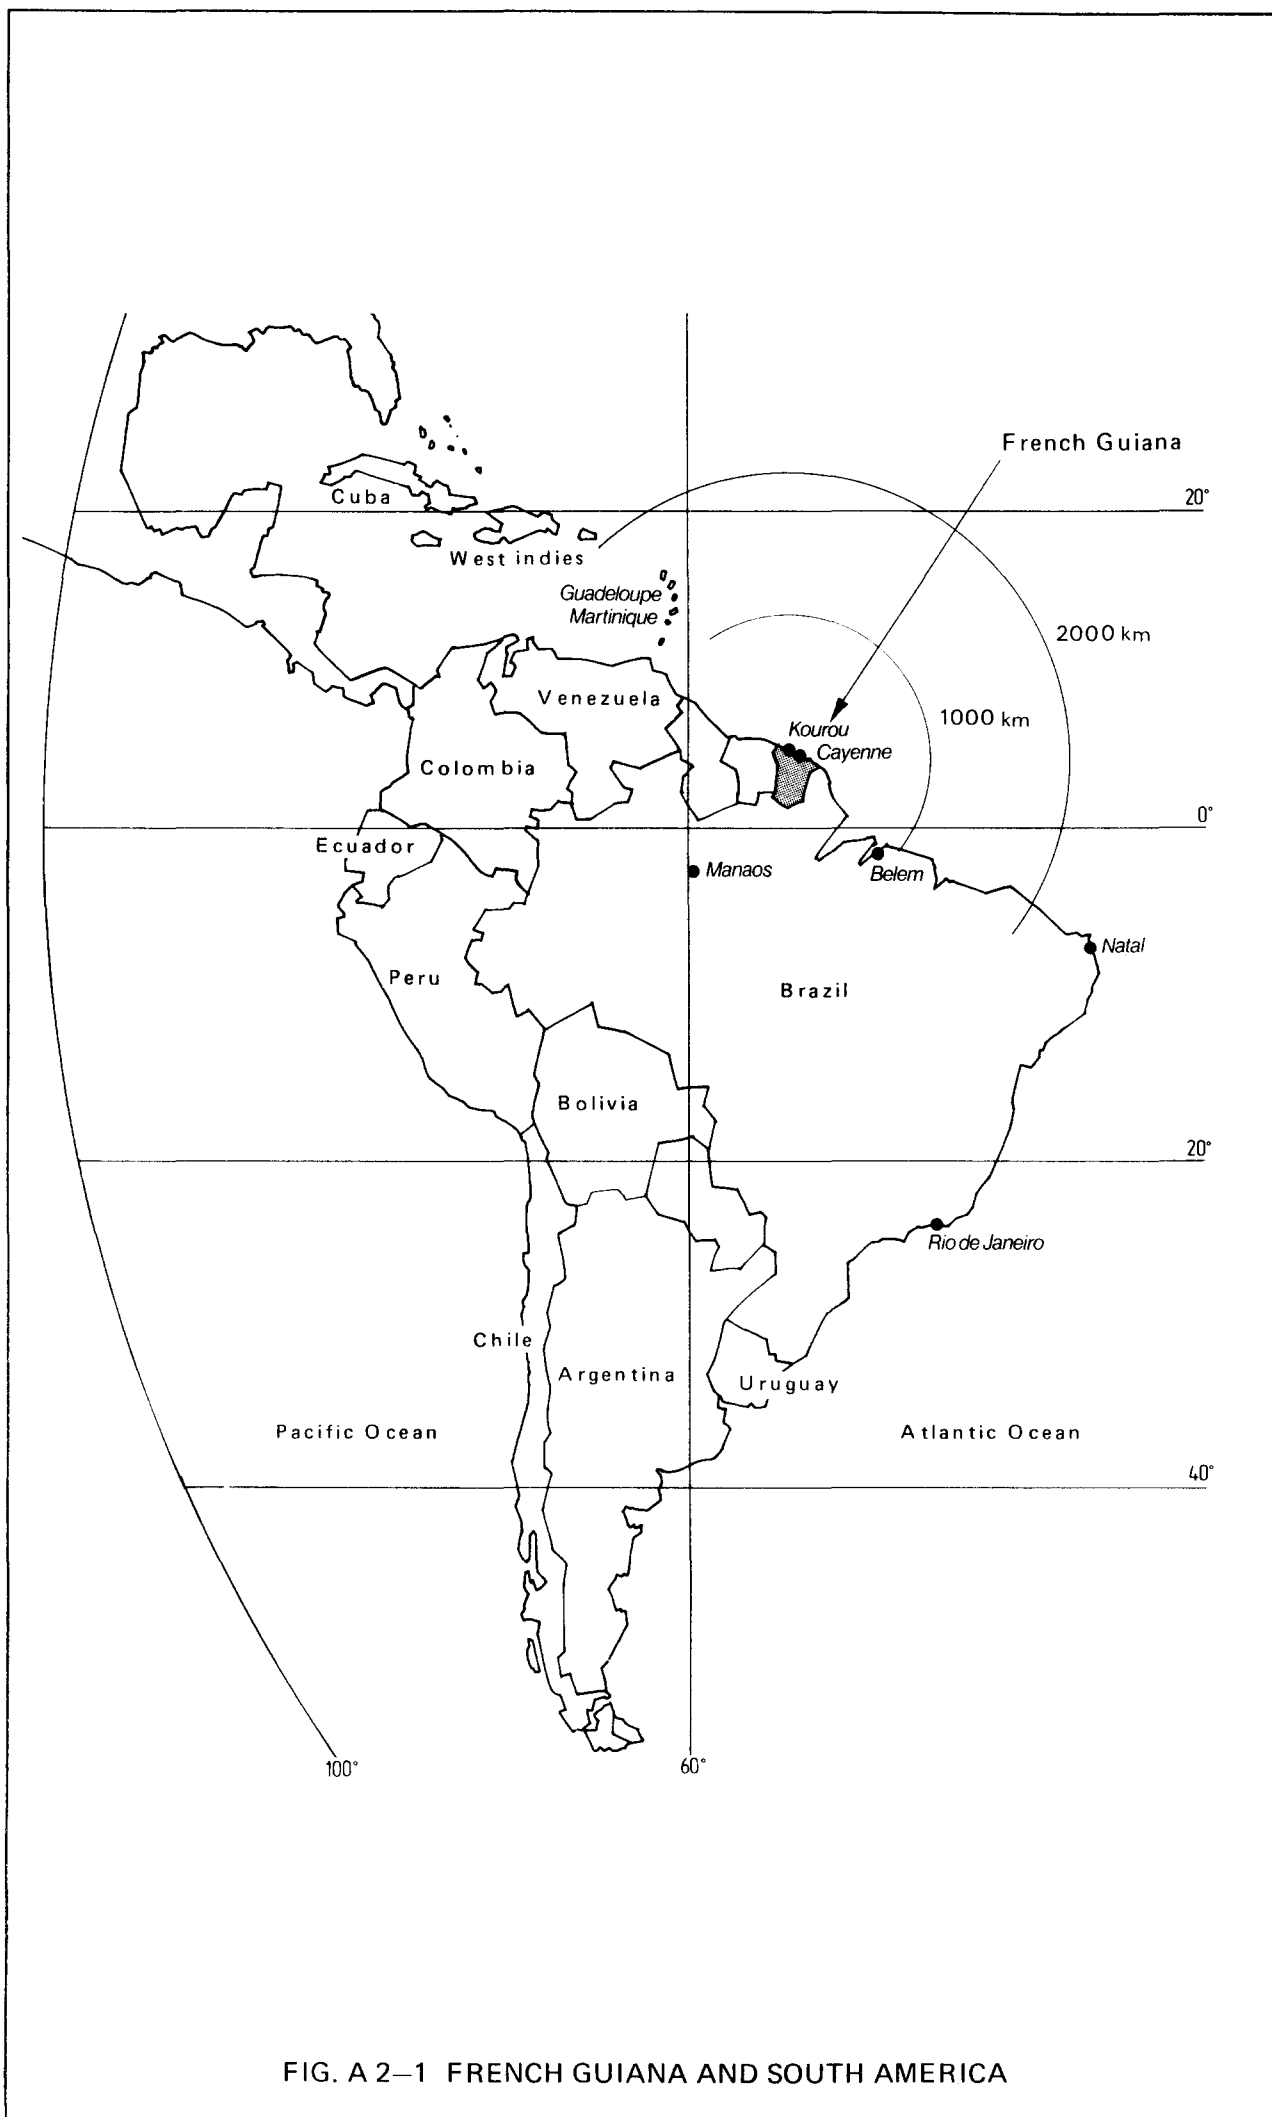 French Guiana
20°
Cuba
West indies
Guadeloupe
Martinique
2000 km
Venezuela
1000 km
Kourou
Cayenne
Colombia
0°
Ecuador
Manaos
Belem
Natal
Peru
Brazil
Bolivia
20°
Rio de Janeiro
Chile
Argentina
Uruguay
Pacific Ocean
Atlantic Ocean
40°
100°
60°
FIG. A 2–1 FRENCH GUIANA AND SOUTH AMERICA